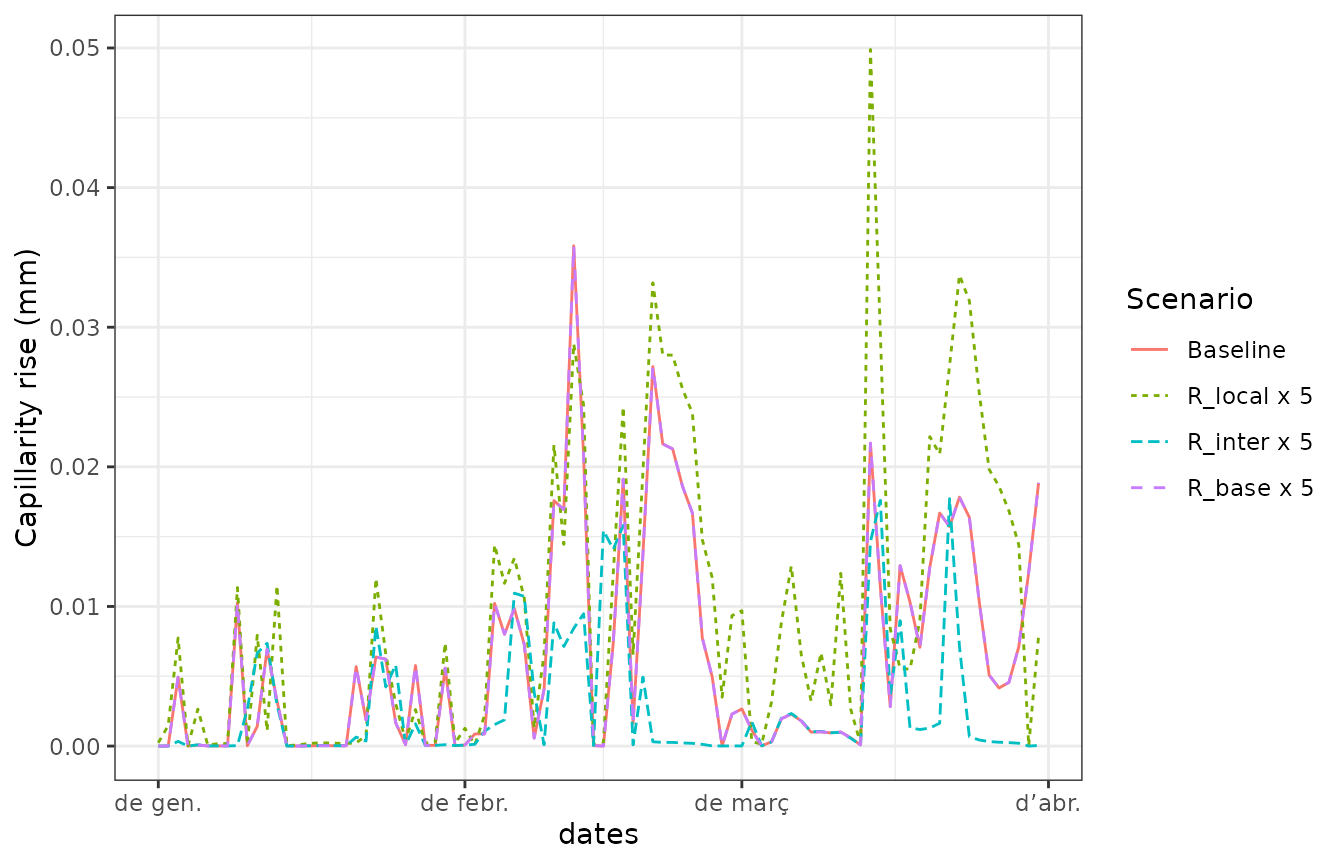 0.05
0.04
0.03
0.02
0.01
0.00
Capillarity rise (mm)
de gen.
de febr.
de març
d’abr.
dates
Scenario
Baseline
R_local x 5
R_inter x 5
R_base x 5